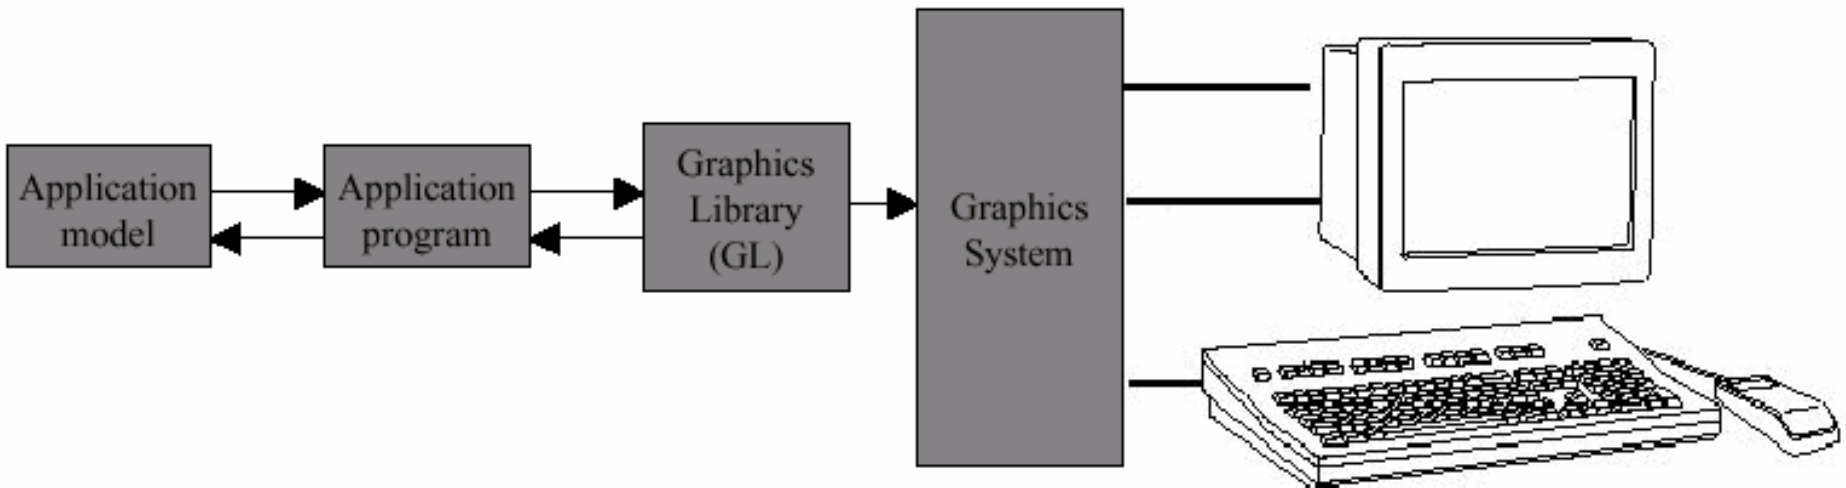 Application
model
Application
program
Graphics
Library
(GL)
Graphics
System